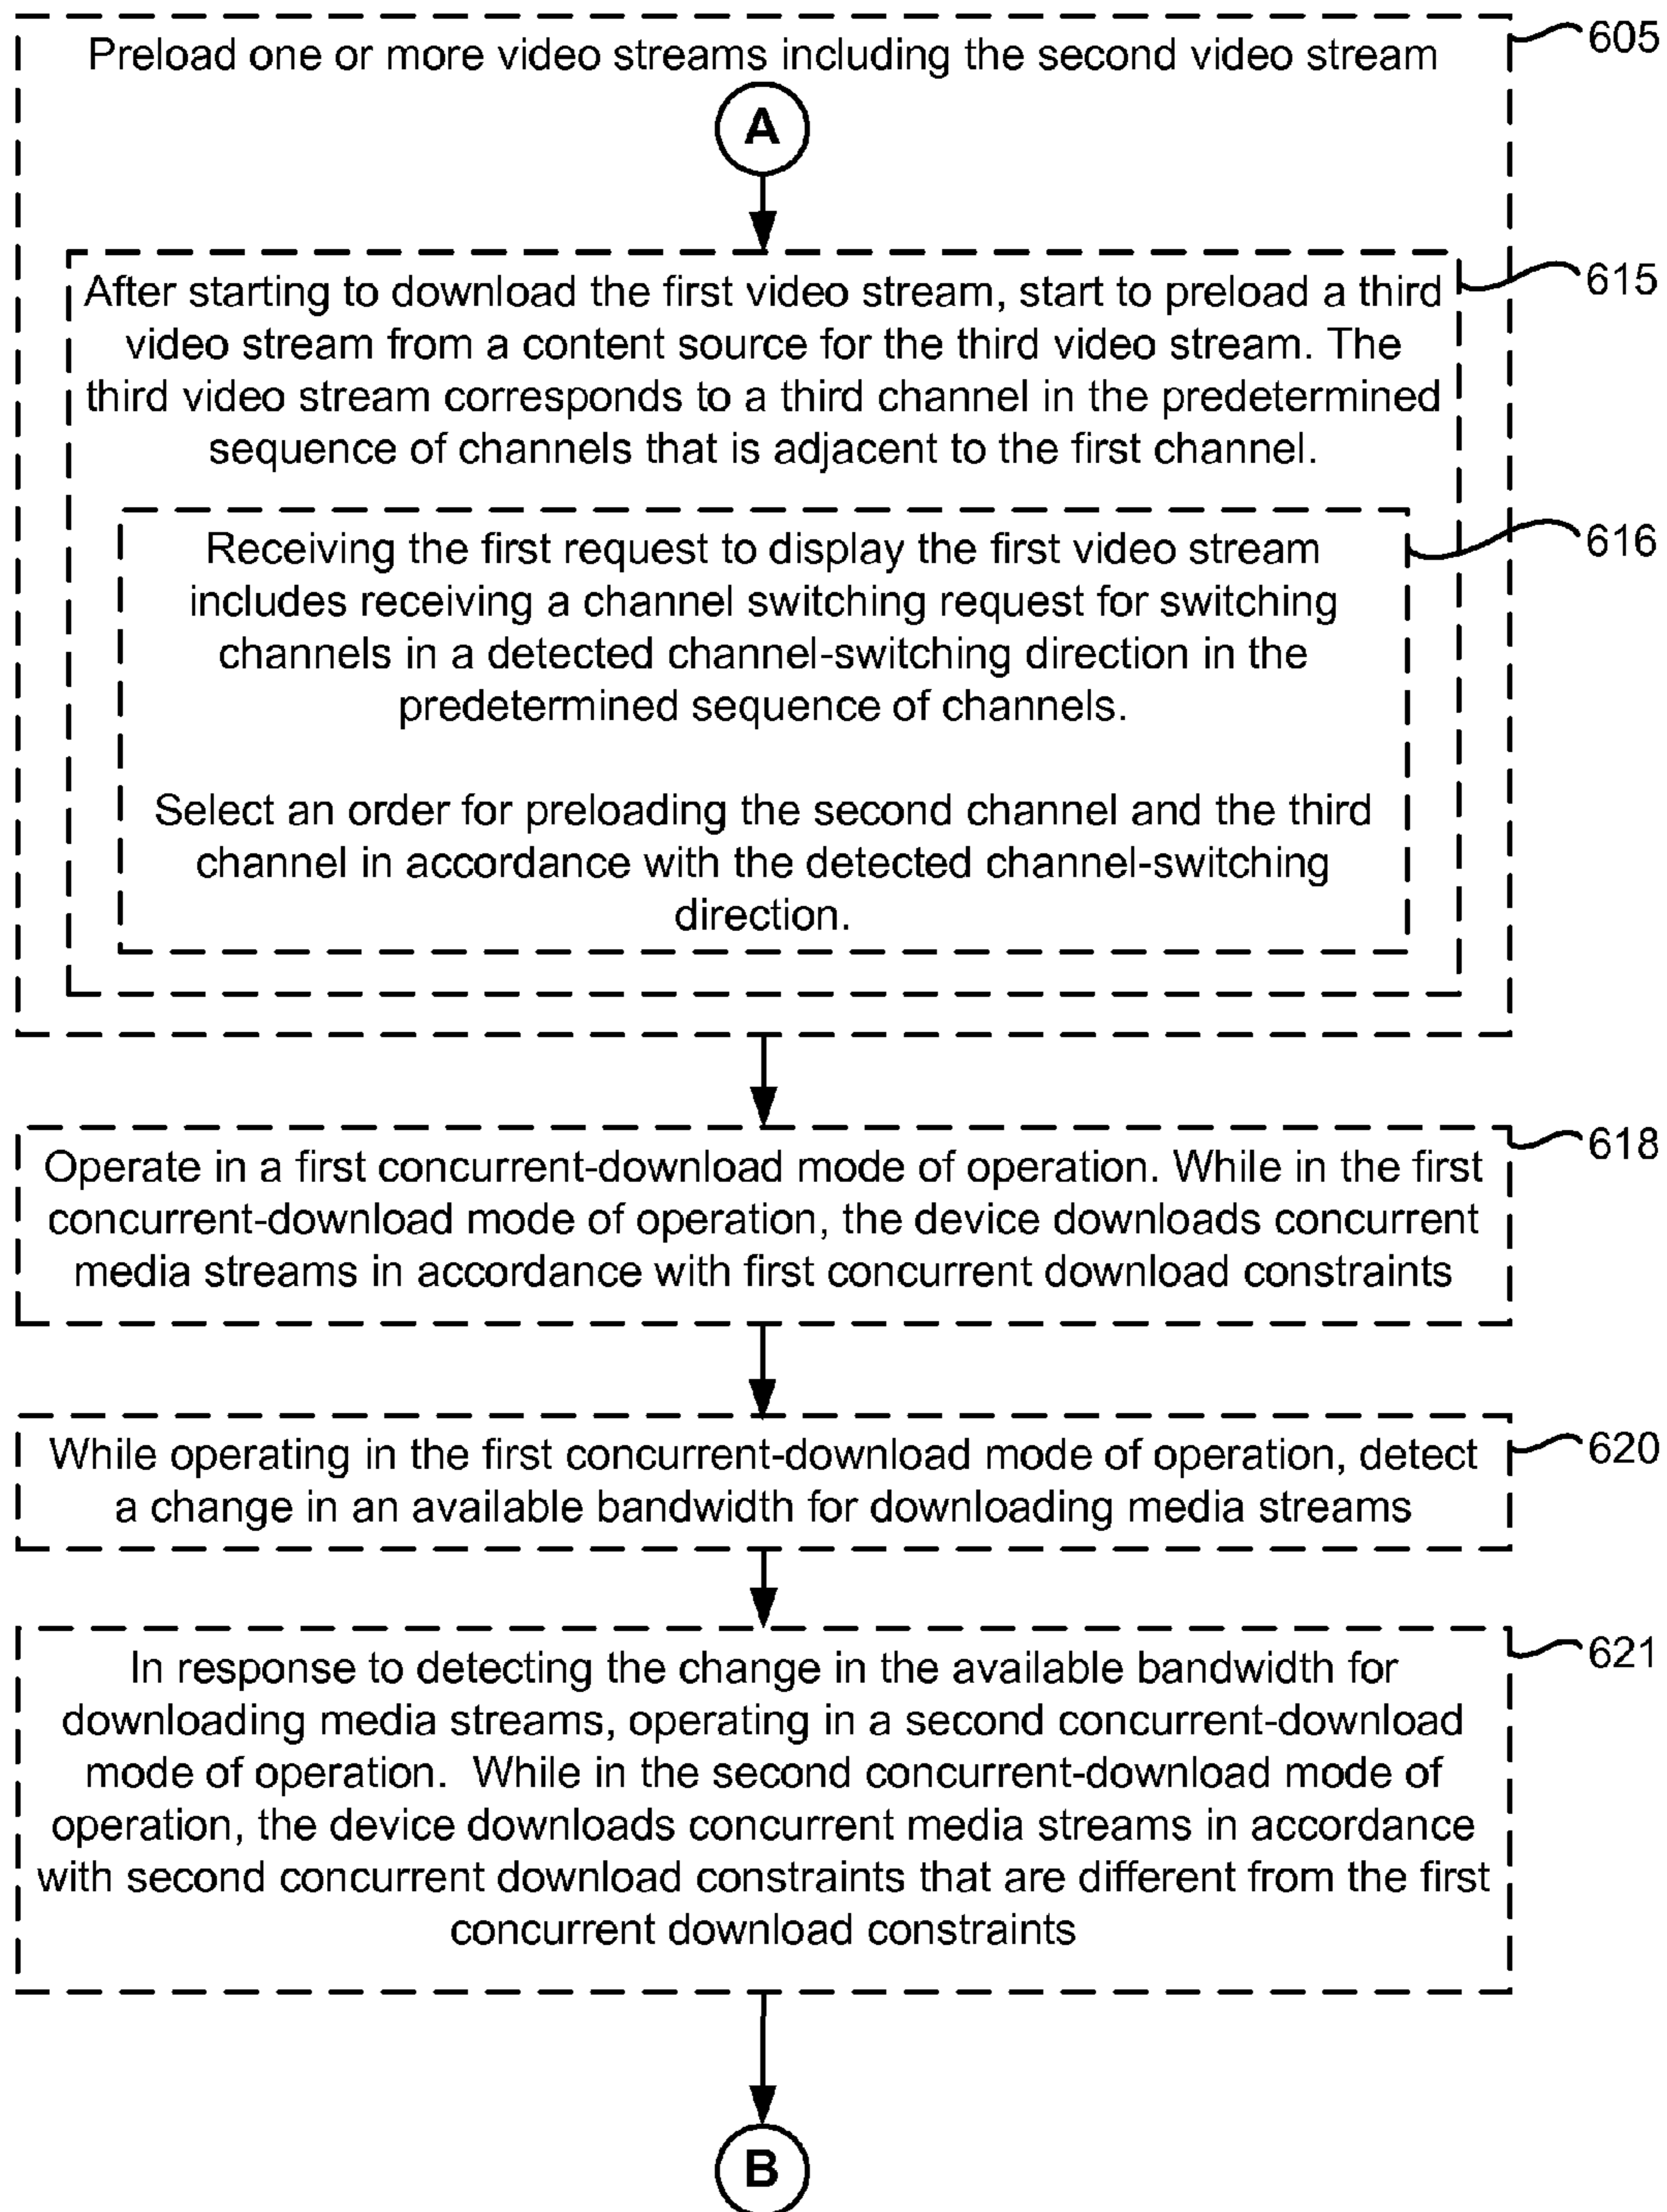 Preload one or more video streams including the second video stream
605
A
After starting to download the first video stream, start to preload a third
video stream from a content source for the third video stream. The
third video stream corresponds to a third channel in the predetermined
sequence of channels that is adjacent to the first channel.
615
Receiving the first request to display the first video stream
includes receiving a channel switching request for switching
channels in a detected channel-switching direction in the
predetermined sequence of channels.
616
Select an order for preloading the second channel and the third
channel in accordance with the detected channel-switching
direction.
Operate in a first concurrent-download mode of operation. While in the first
concurrent-download mode of operation, the device downloads concurrent
media streams in accordance with first concurrent download constraints
618
While operating in the first concurrent-download mode of operation, detect
a change in an available bandwidth for downloading media streams
620
In response to detecting the change in the available bandwidth for
downloading media streams, operating in a second concurrent-download
mode of operation.  While in the second concurrent-download mode of
operation, the device downloads concurrent media streams in accordance
with second concurrent download constraints that are different from the first
concurrent download constraints
621
B